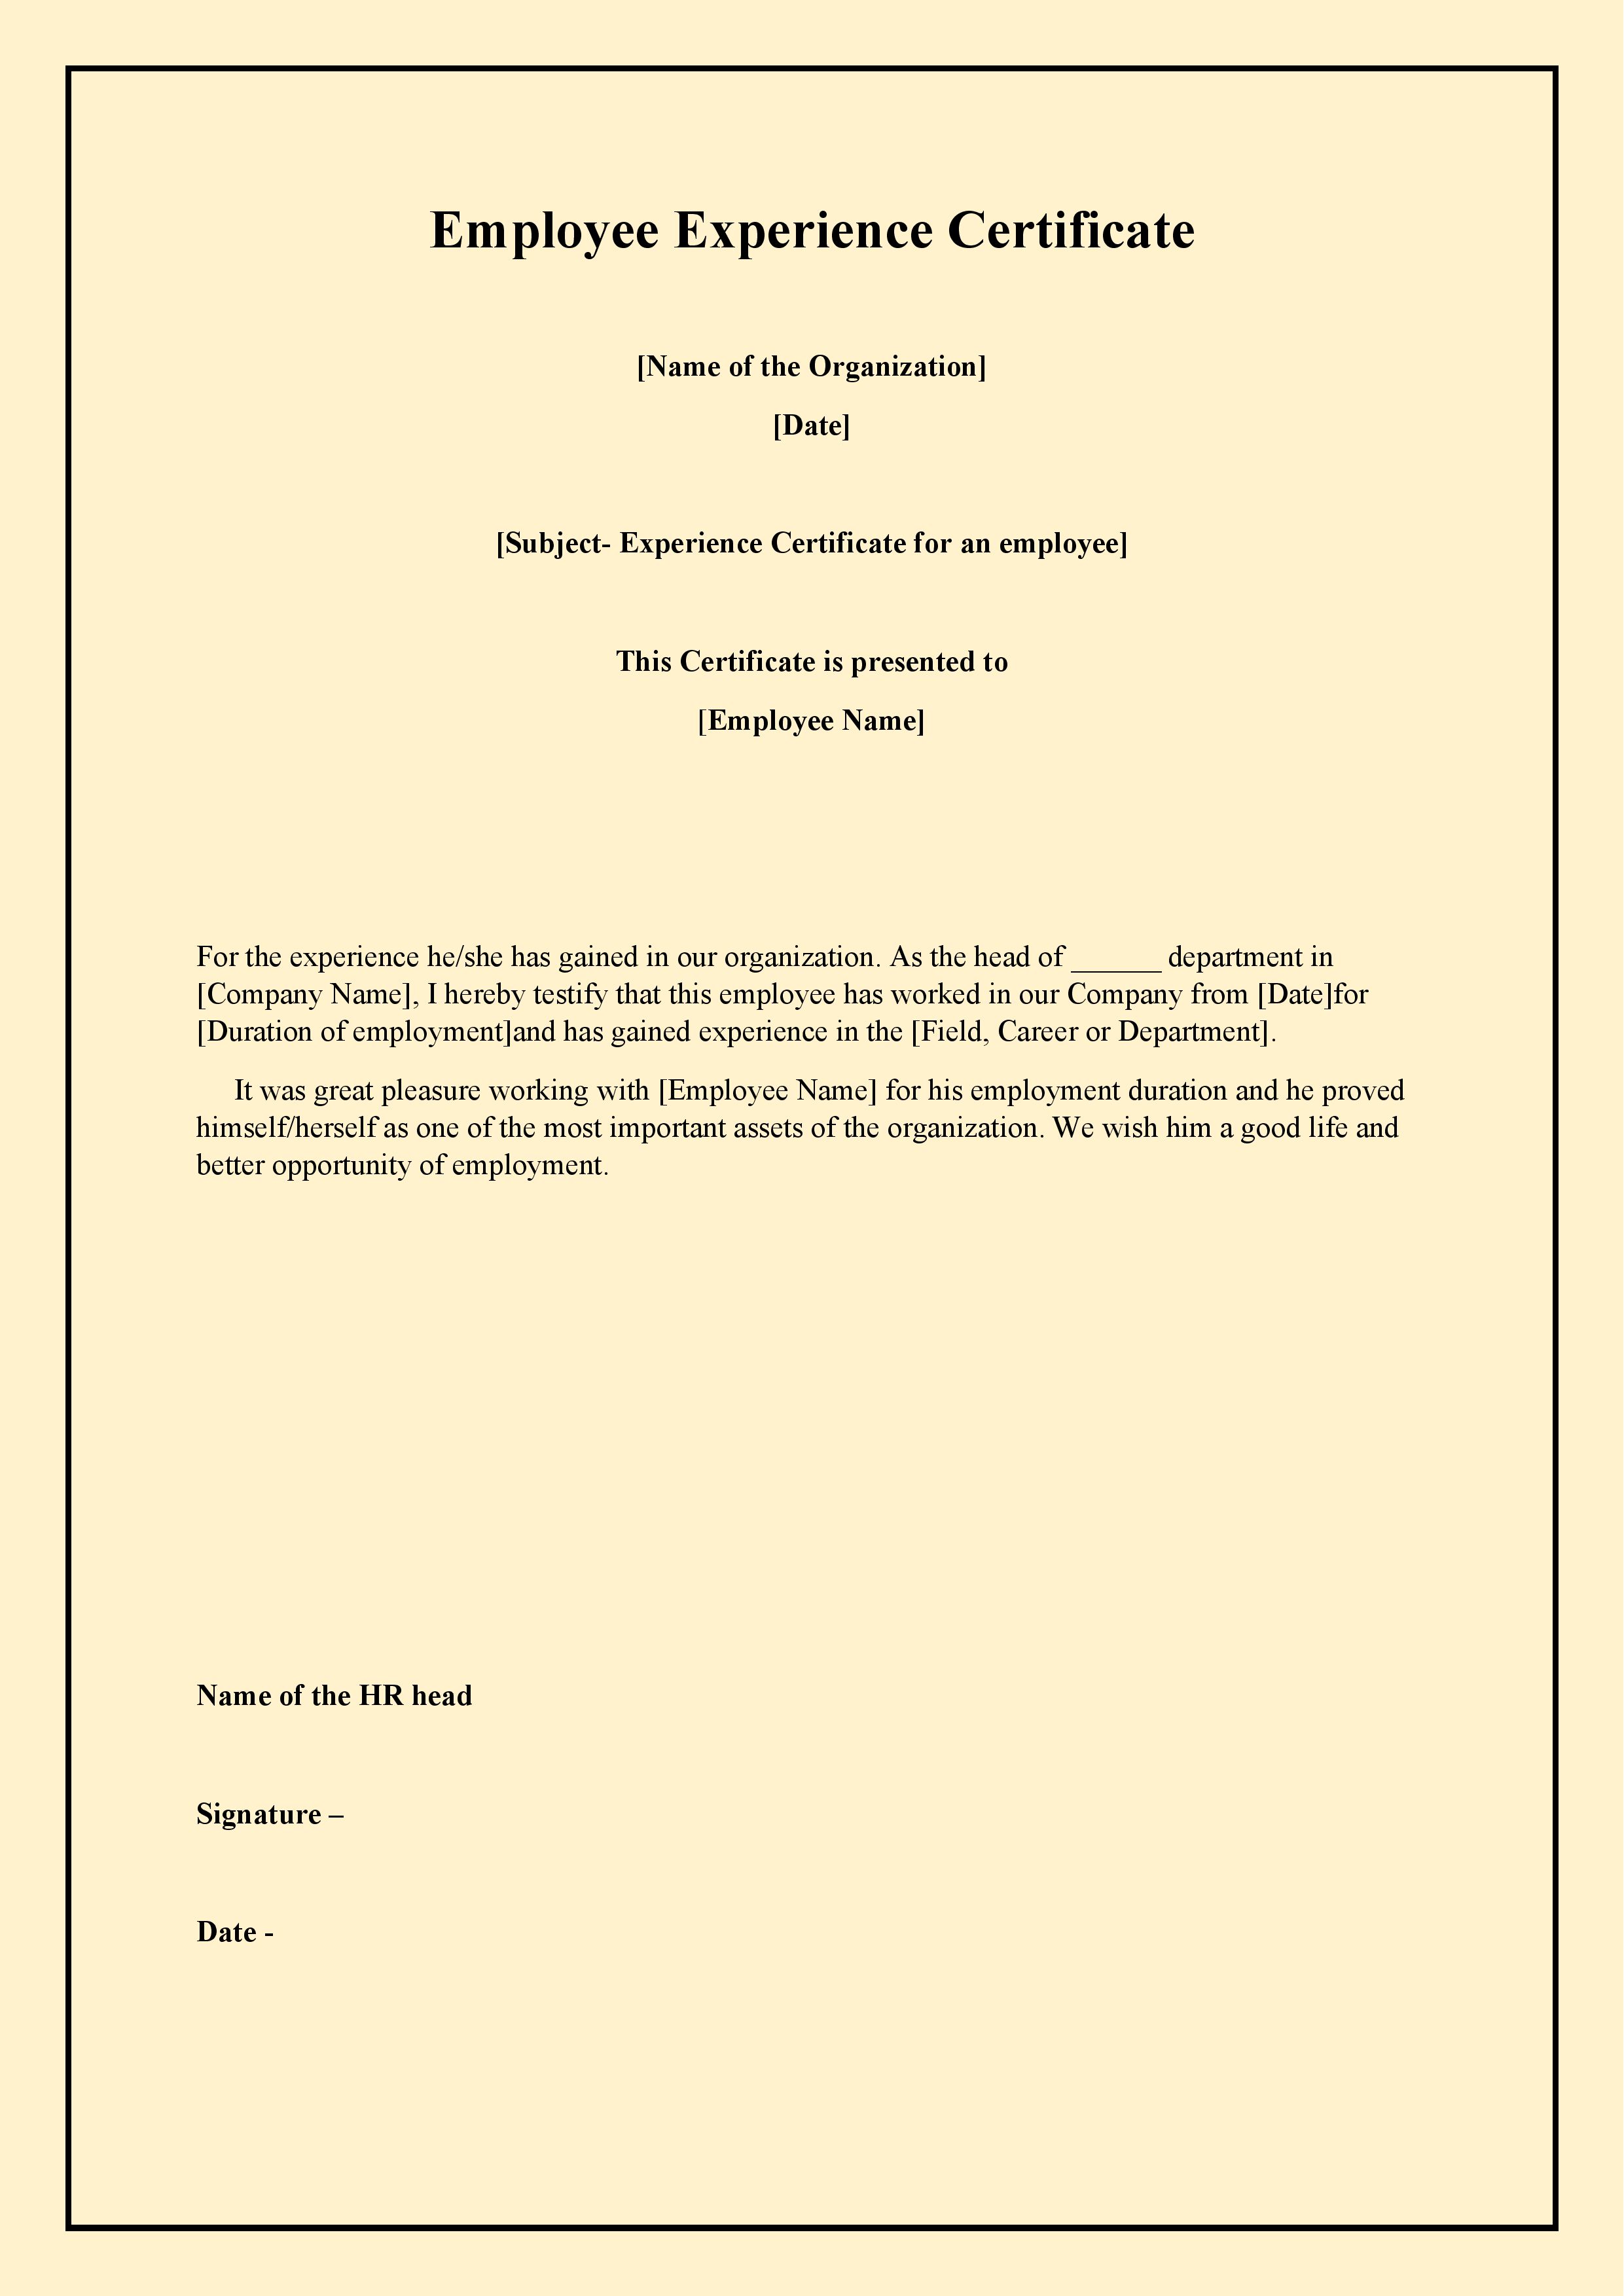 Employee Experience Certificate
[Name of the Organization]
[Date]
[Subject- Experience Certificate for an employee]
This Certificate is presented to
[Employee Name]
For the experience he/she has gained in our organization. As the head of ______ department in
[Company Name], I hereby testify that this employee has worked in our Company from [Date]for
[Duration of employment]and has gained experience in the [Field, Career or Department].
It was great pleasure working with [Employee Name] for his employment duration and he proved
himself/herself as one of the most important assets of the organization. We wish him a good life and
better opportunity of employment.
Name of the HR head
Signature –
Date -